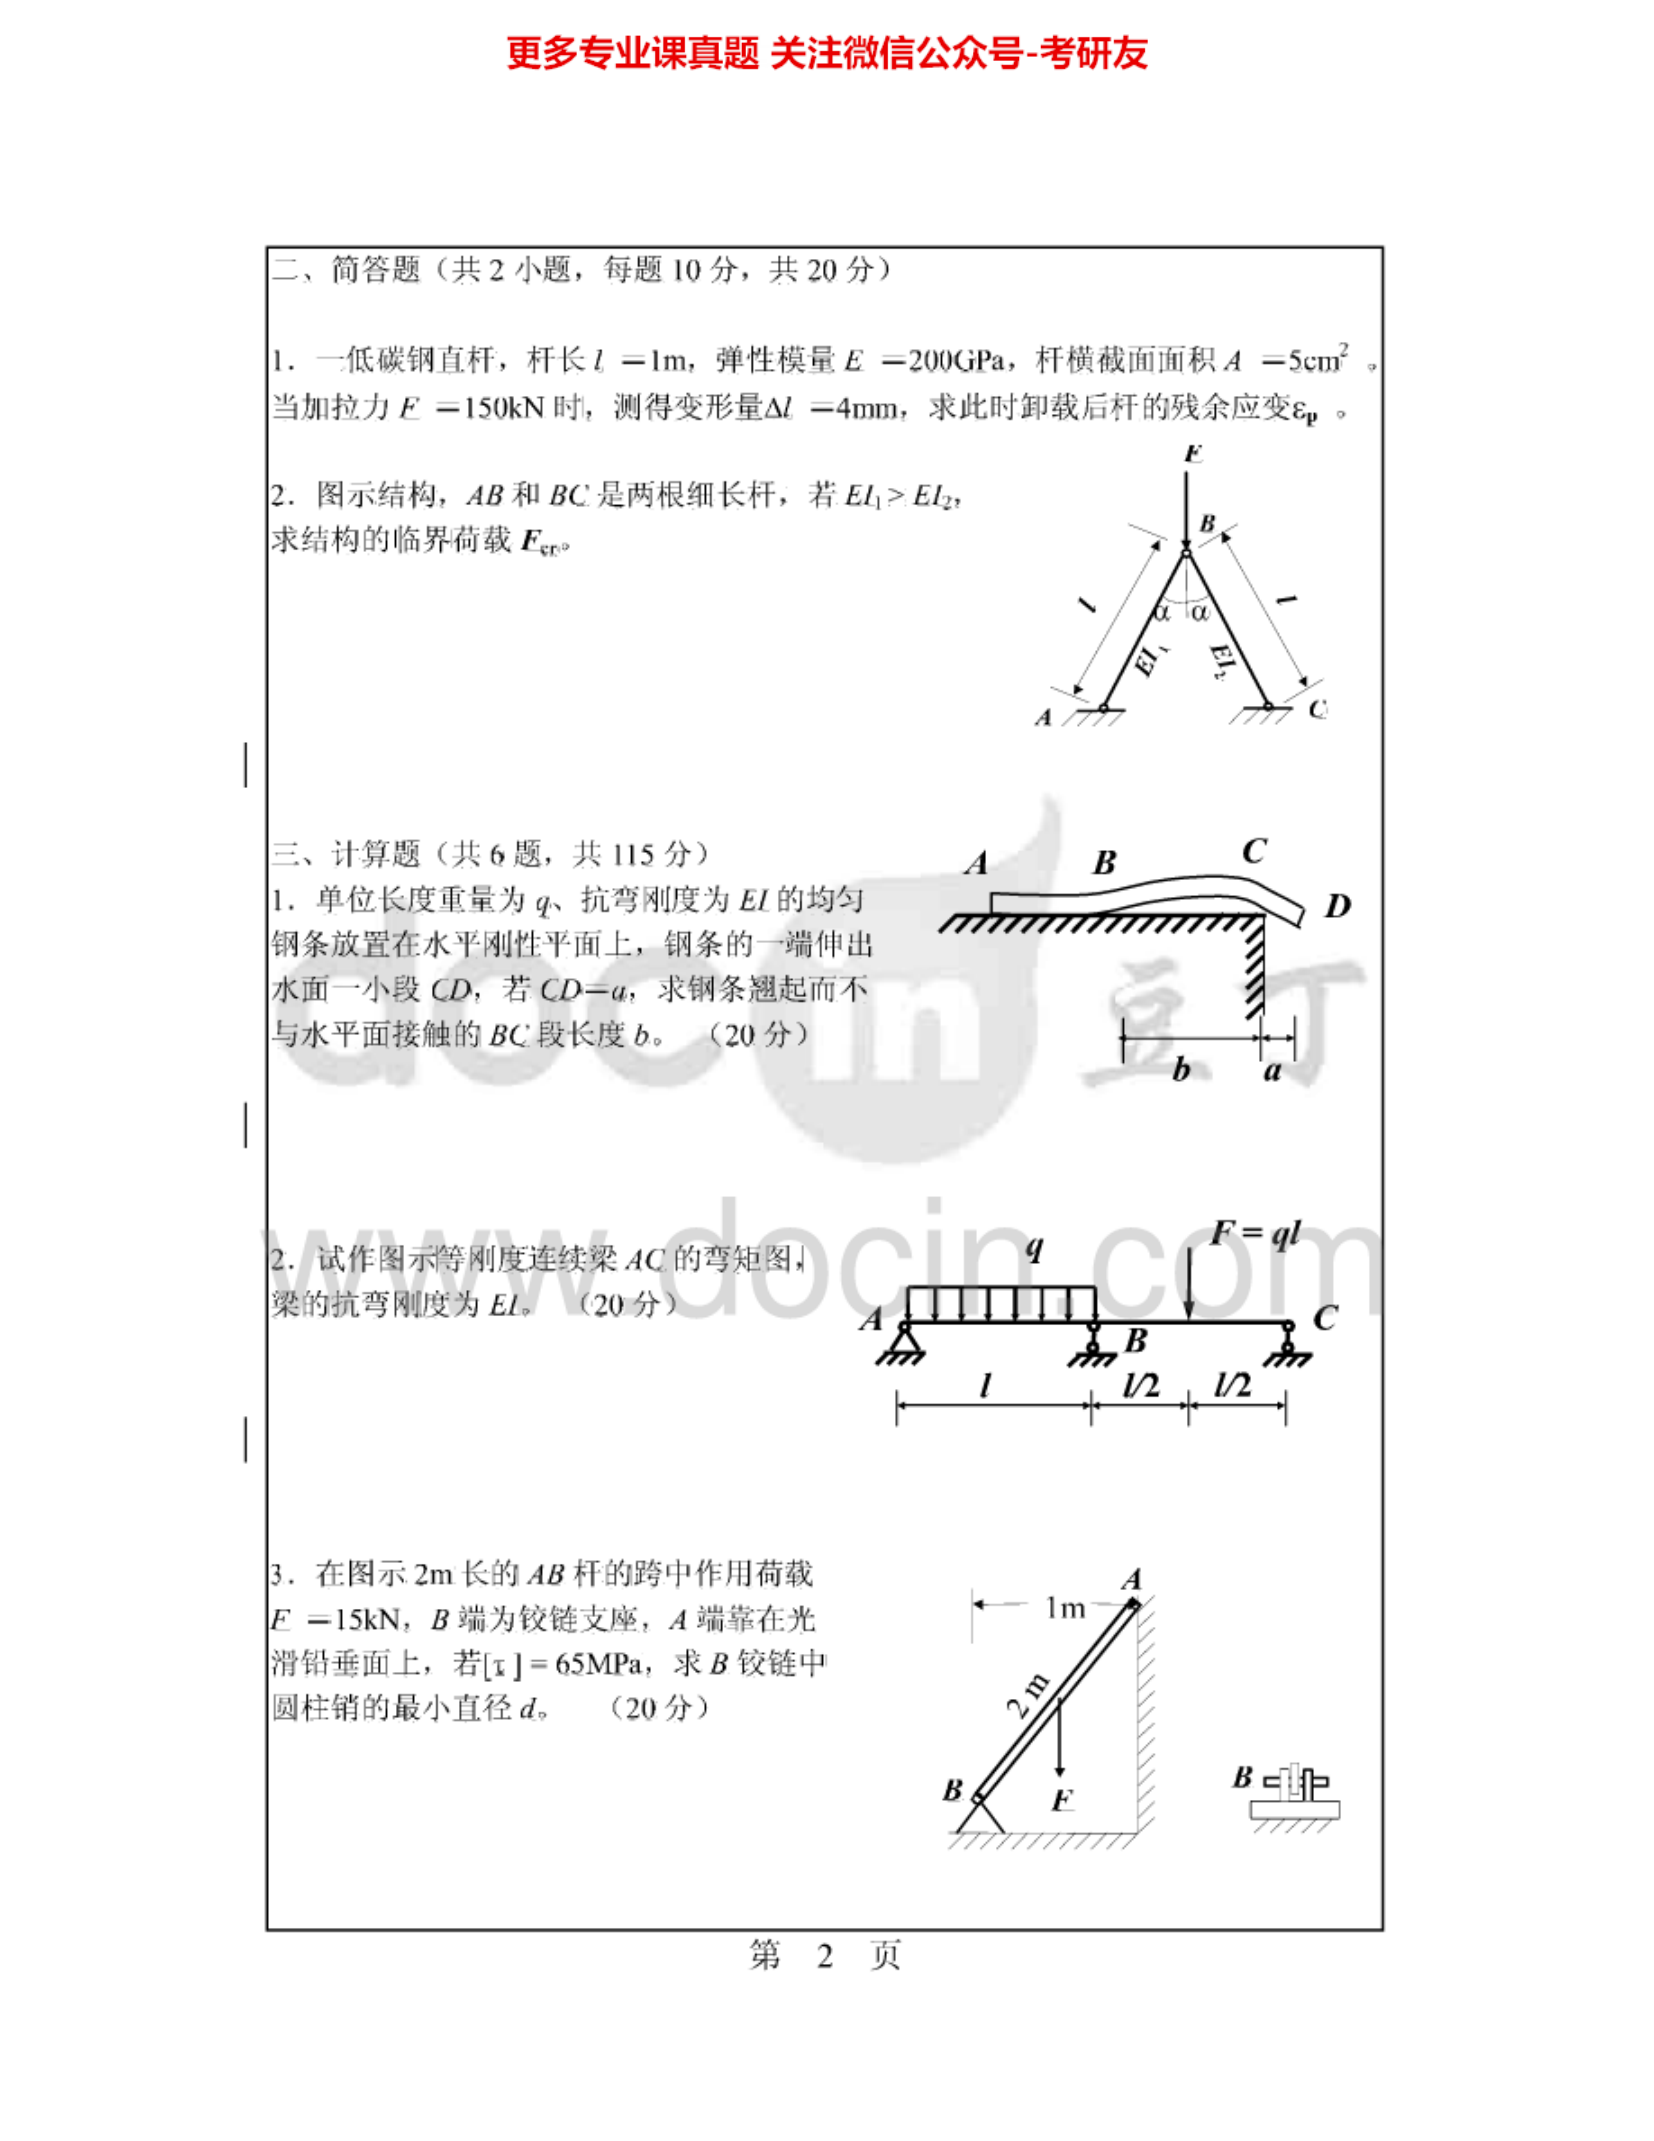 更多专业课真题 关注微信公众号-考研友
二、简答题（共 2 小题，每题 10 分，共 20 分）
1．一低碳钢直杆，杆长 l ＝1m，弹性模量 E ＝200GPa，杆横截面面积 A ＝5cm²。
当加拉力 F ＝150kN 时，测得变形量Δl ＝4mm，求此时卸载后杆的残余应变εp 。
2．图示结构，AB 和 BC 是两根细长杆，若 EI₁ > EI₂，
求结构的临界荷载 Fcr。
F
B
l
l
α
α
EI₁
EI₂
A
C
三、计算题（共 6 题，共 115 分）
1．单位长度重量为 q、抗弯刚度为 EI 的均匀
钢条放置在水平刚性平面上，钢条的一端伸出
水面一小段 CD，若 CD＝a，求钢条翘起而不
与水平面接触的 BC 段长度 b。 （20 分）
A
B
C
D
b
a
docin 豆丁
www.docin.com
2．试作图示等刚度连续梁 AC 的弯矩图，
梁的抗弯刚度为 EI。 （20 分）
q
F = ql
A
B
C
l
l/2
l/2
3．在图示 2m 长的 AB 杆的跨中作用荷载
F ＝15kN，B 端为铰链支座，A 端靠在光
滑铅垂面上，若[τ] = 65MPa，求 B 铰链中
圆柱销的最小直径 d。 （20 分）
A
1m
2 m
B
F
B
第 2 页